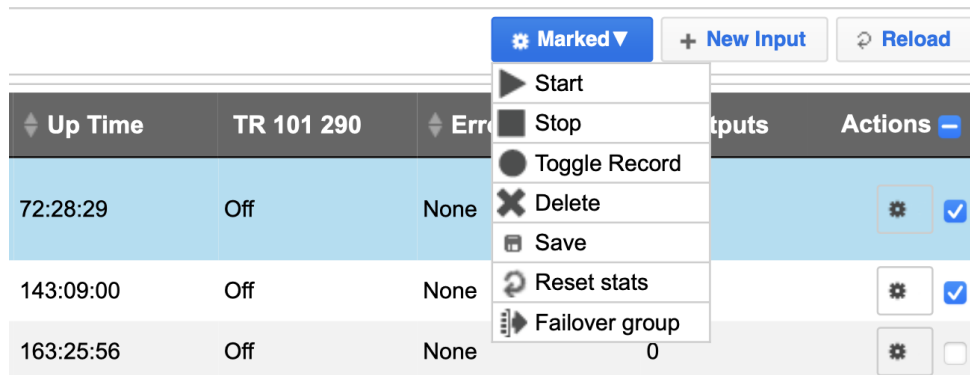 Marked▼
New Input
Reload
Start
Up Time
TR 101 290
Erro
Stop
tputs
Actions
Toggle Record
72:28:29
Off
None
Delete
Save
143:09:00
Off
None
Reset stats
Failover group
163:25:56
Off
None
0